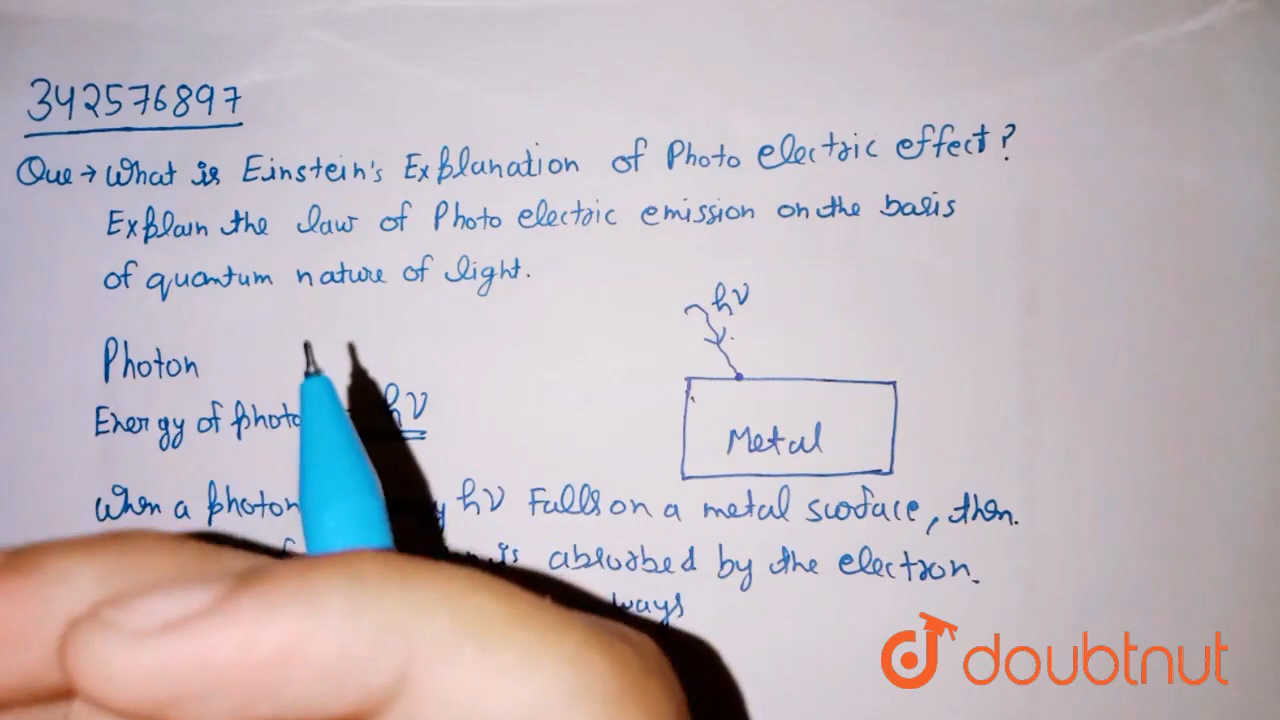 342576897
Que → What is Einstein's Explanation of Photo electric effect?
Explain the law of Photo electric emission on the basis
of quantum nature of light.
hν
Photon
Energy of photo hν
Metal
When a photon hν Falls on a metal surface, then.
is absorbed by the electron.
doubtnut